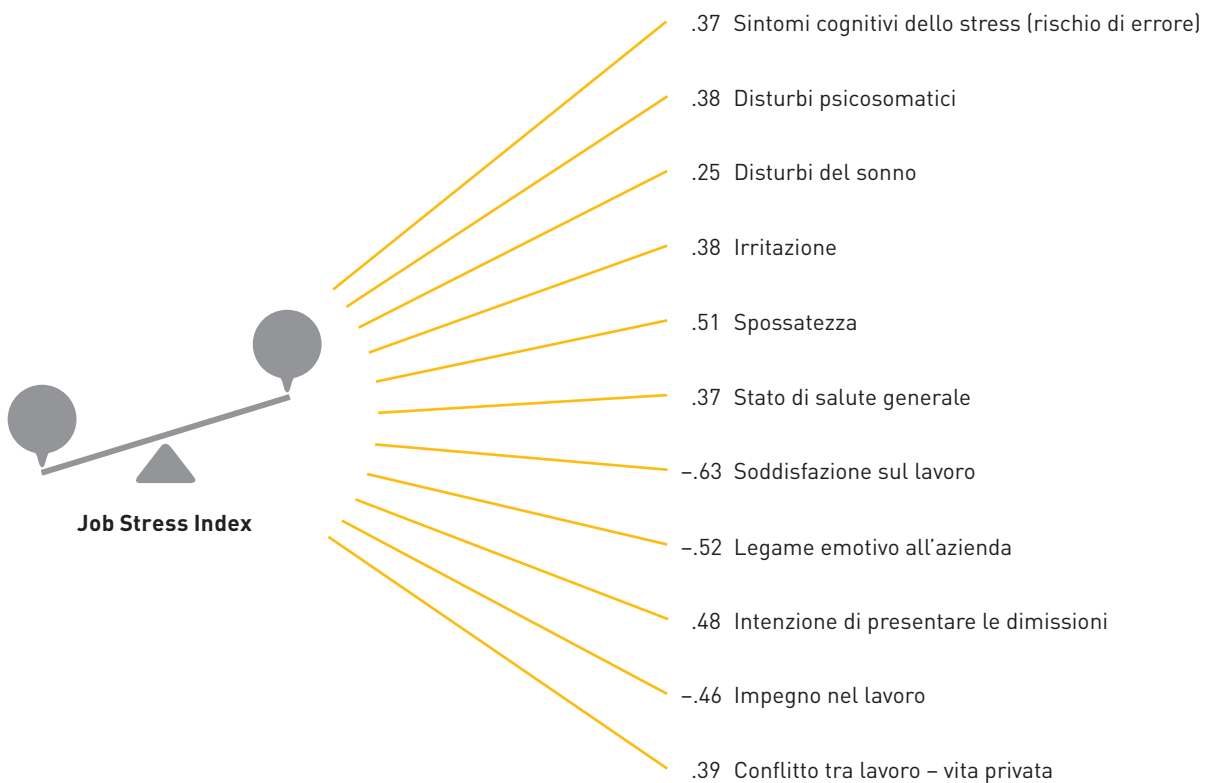 .37 Sintomi cognitivi dello stress (rischio di errore)
.38 Disturbi psicosomatici
.25 Disturbi del sonno
.38 Irritazione
.51 Spossatezza
.37 Stato di salute generale
–.63 Soddisfazione sul lavoro
Job Stress Index
–.52 Legame emotivo all’azienda
.48 Intenzione di presentare le dimissioni
–.46 Impegno nel lavoro
.39 Conflitto tra lavoro – vita privata